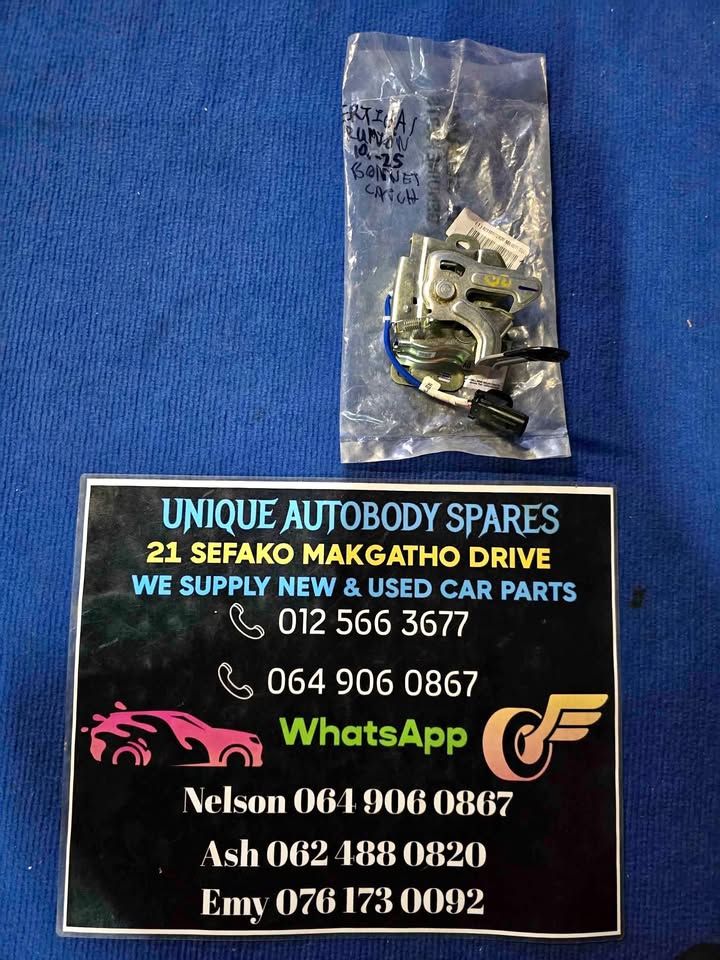 ERTIGA/
RUMION
19-25
BONNET
CATCH
UNIQUE AUTOBODY SPARES
21 SEFAKO MAKGATHO DRIVE
WE SUPPLY NEW & USED CAR PARTS
012 566 3677
064 906 0867
WhatsApp
Nelson 064 906 0867
Ash 062 488 0820
Emy 076 173 0092